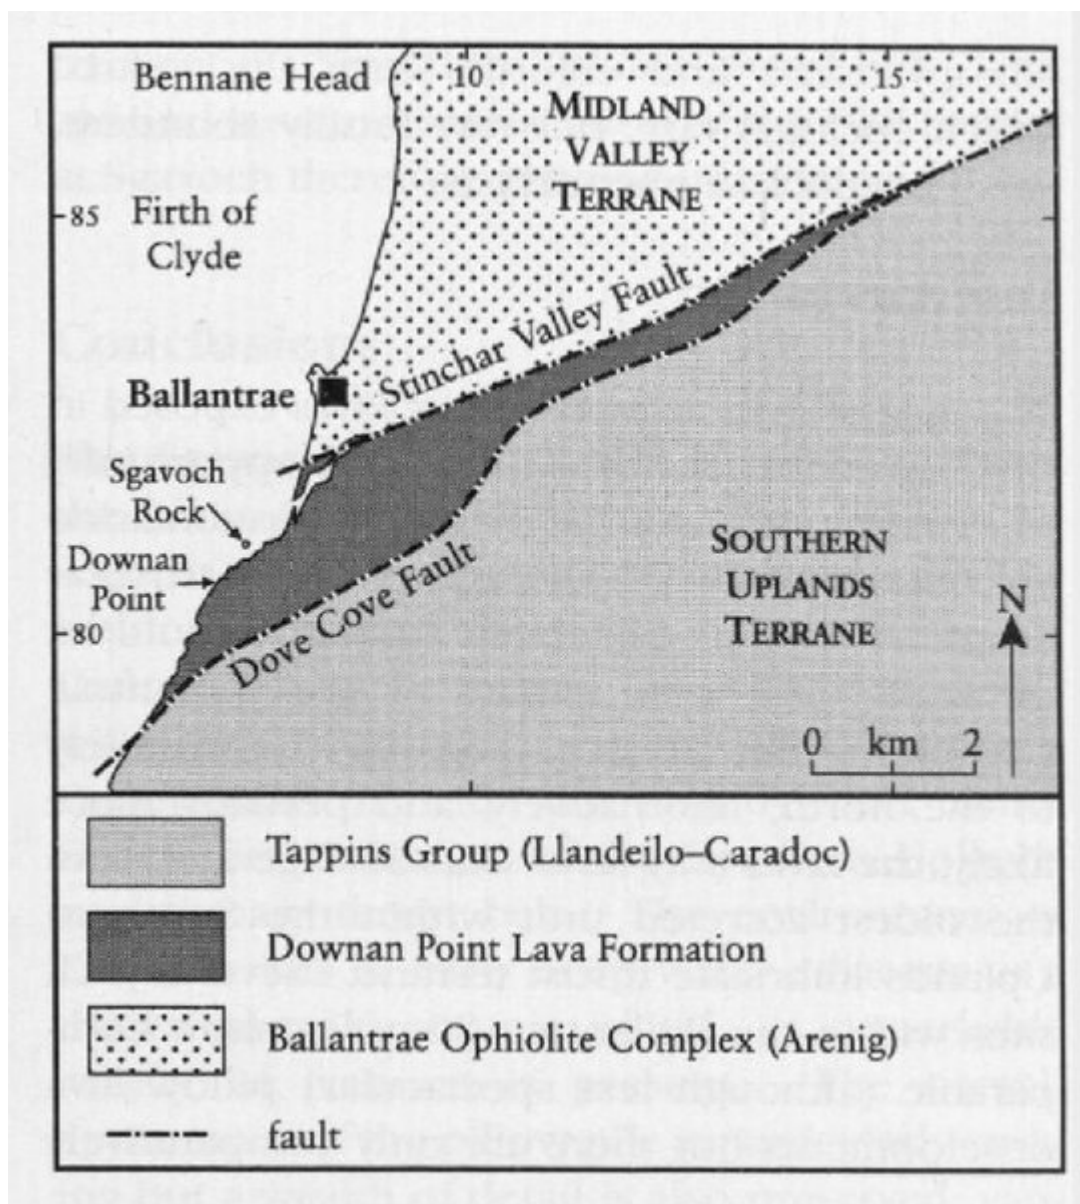 Bennane Head
10
15
MIDLAND
VALLEY
TERRANE
85
Firth of
Clyde
Stinchar Valley Fault
Ballantrae
Sgavoch
Rock
Downan
Point
SOUTHERN
UPLANDS
TERRANE
80
Dove Cove Fault
N
0 km 2
Tappins Group (Llandeilo–Caradoc)
Downan Point Lava Formation
Ballantrae Ophiolite Complex (Arenig)
fault